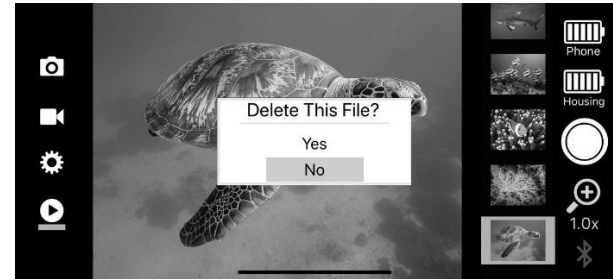 Delete This File?
Yes
No
Phone
Housing
1.0x